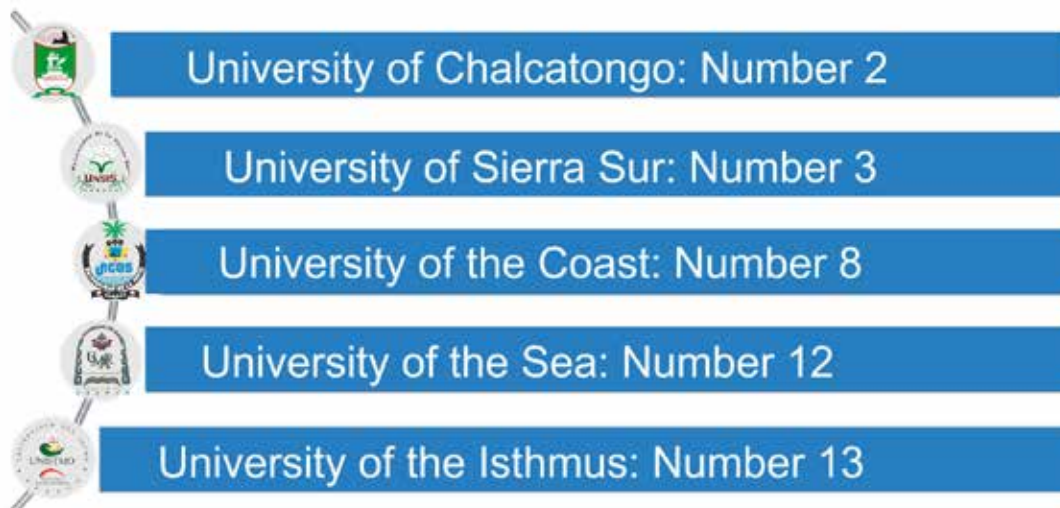 University of Chalcatongo: Number 2
UNSIS
University of Sierra Sur: Number 3
University of the Coast: Number 8
University of the Sea: Number 12
University of the Isthmus: Number 13